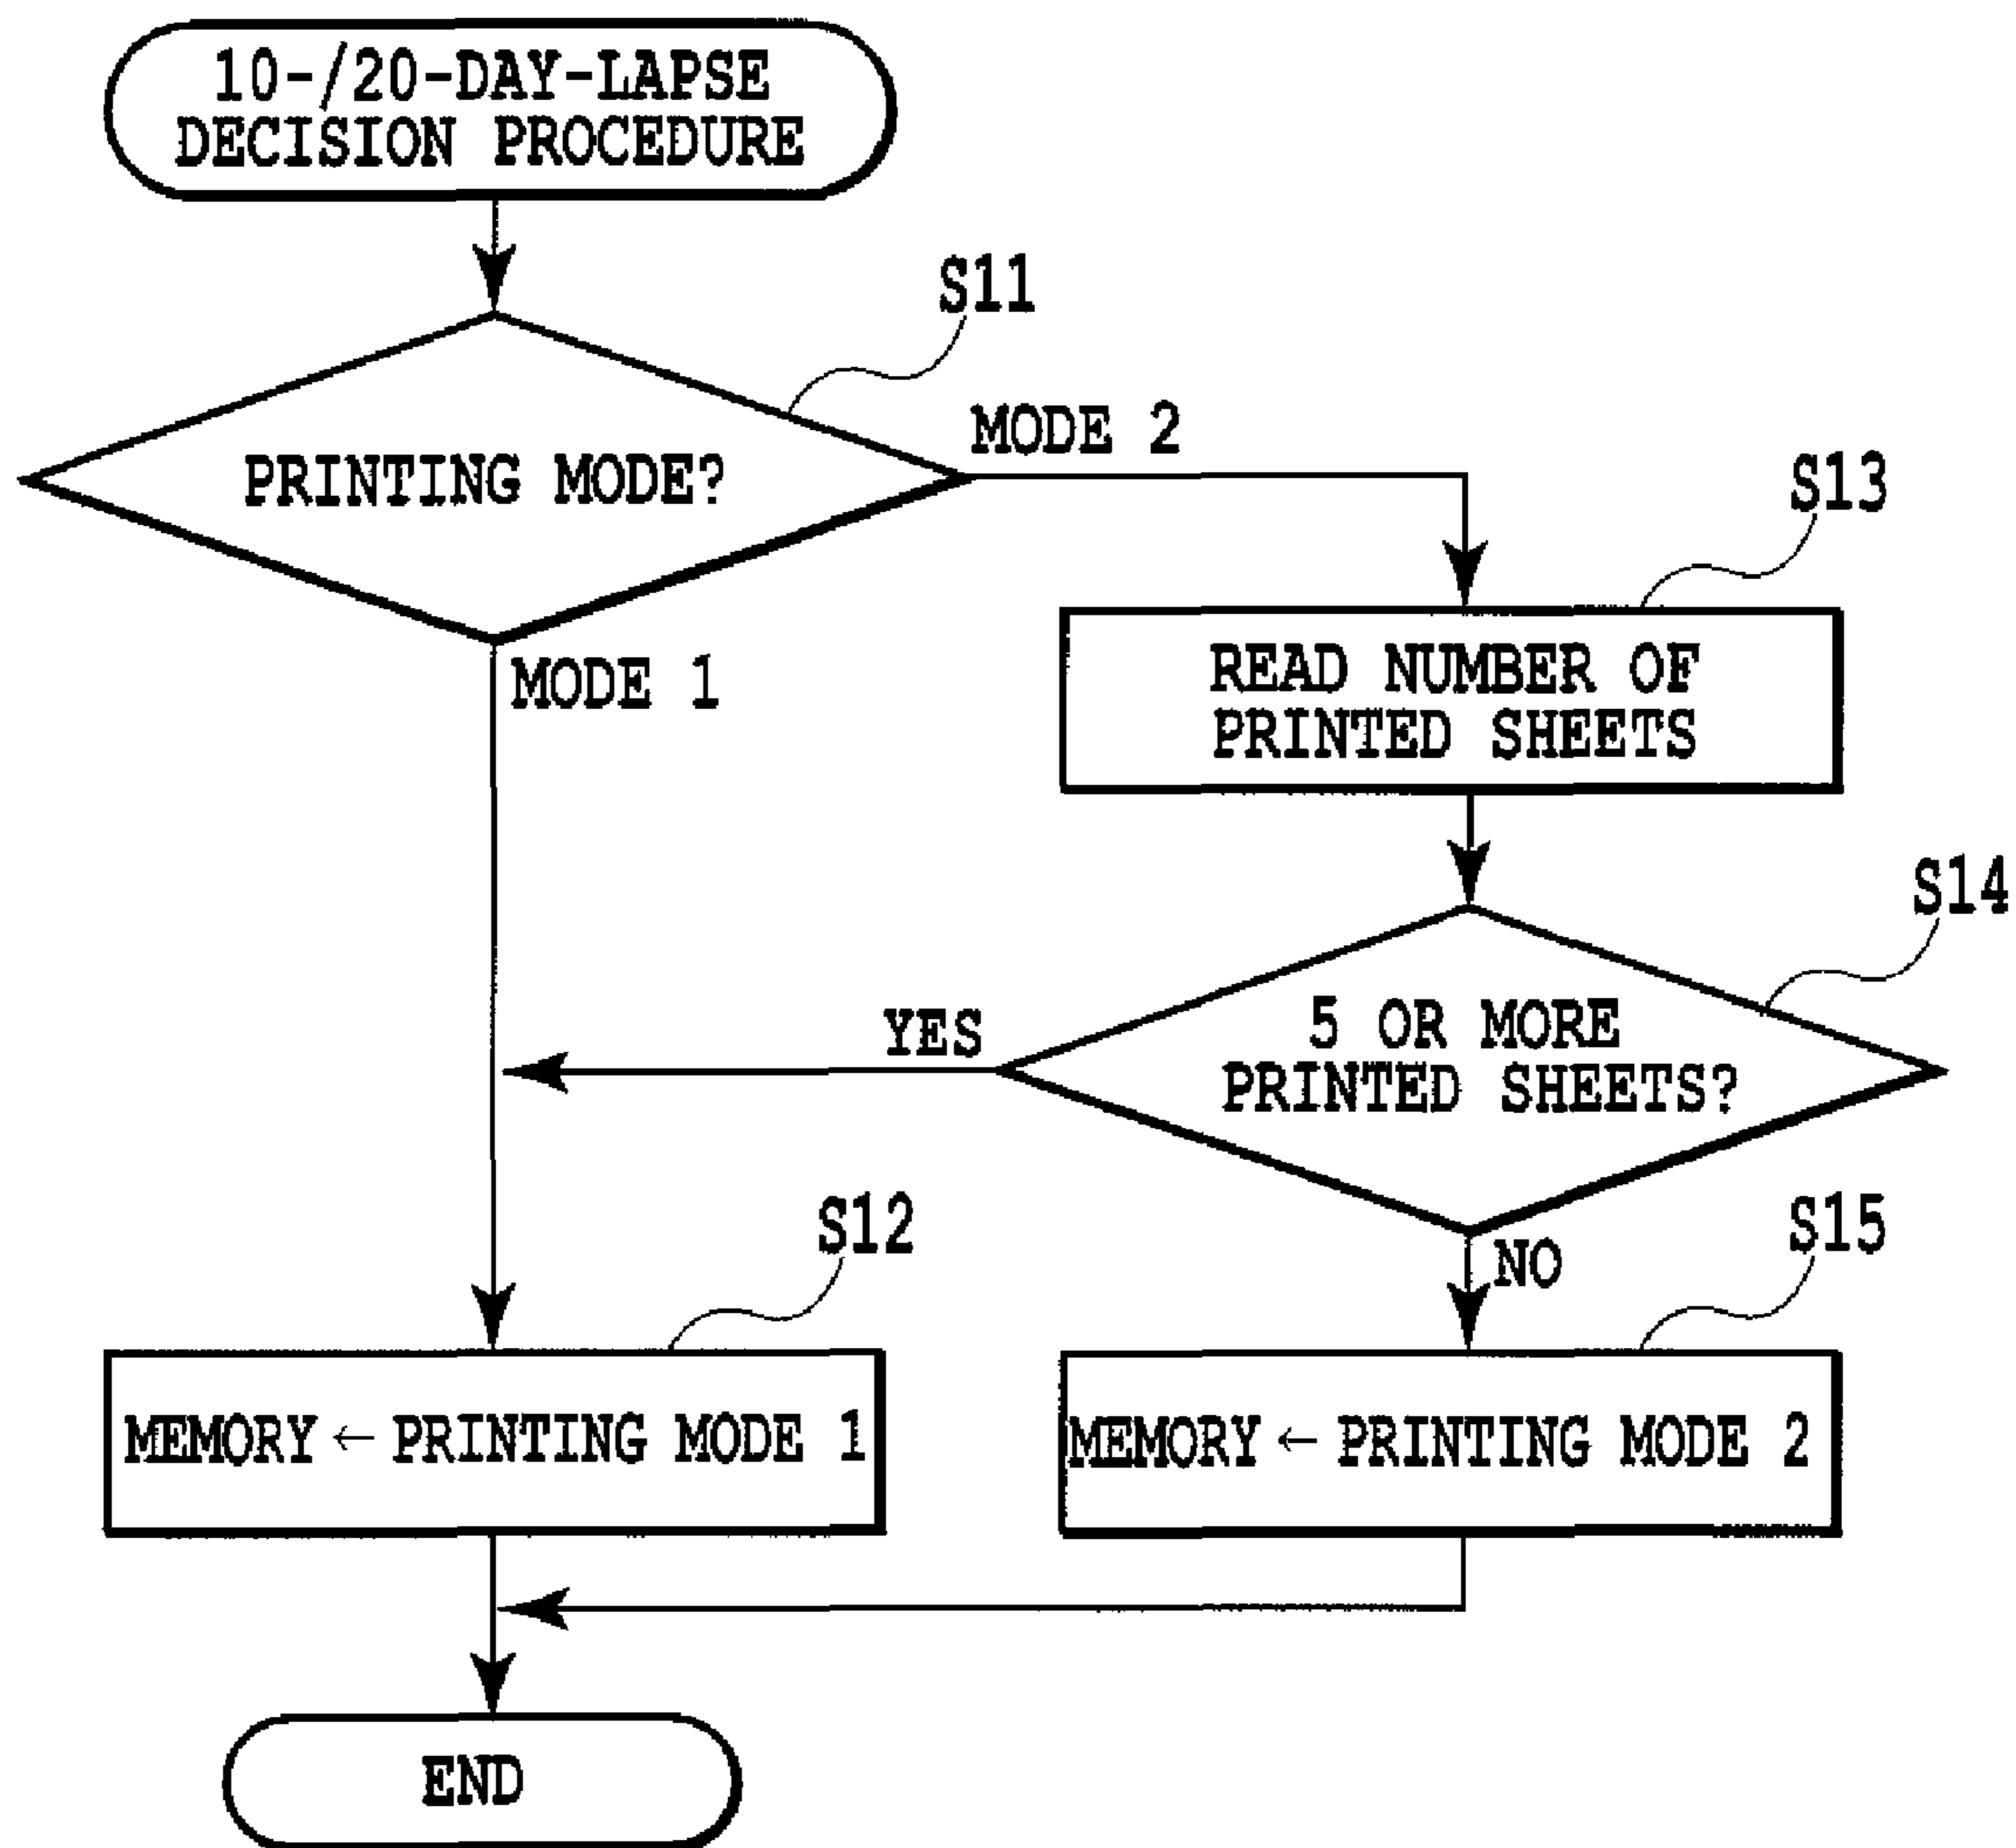 10-/20-DAY-LAPSE
DECISION PROCEDURE
S11
PRINTING MODE?
MODE 2
MODE 1
S13
READ NUMBER OF
PRINTED SHEETS
S14
5 OR MORE
PRINTED SHEETS?
YES
NO
S12
MEMORY ← PRINTING MODE 1
S15
MEMORY ← PRINTING MODE 2
END